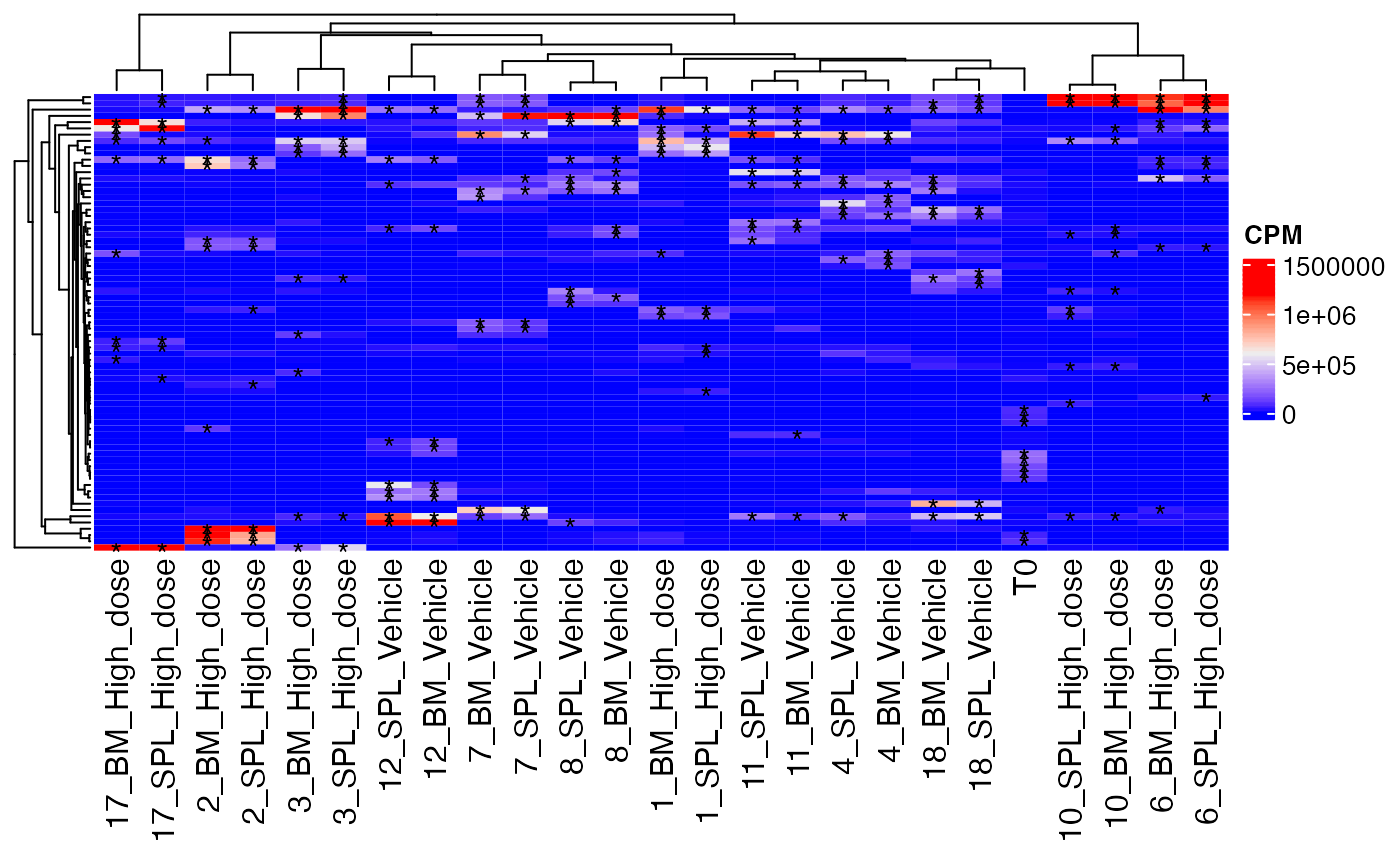 CPM
1500000
1e+06
5e+05
0
17_BM_High_dose
17_SPL_High_dose
2_BM_High_dose
2_SPL_High_dose
3_BM_High_dose
3_SPL_High_dose
12_SPL_Vehicle
12_BM_Vehicle
7_BM_Vehicle
7_SPL_Vehicle
8_SPL_Vehicle
8_BM_Vehicle
1_BM_High_dose
1_SPL_High_dose
11_SPL_Vehicle
11_BM_Vehicle
4_SPL_Vehicle
4_BM_Vehicle
18_BM_Vehicle
18_SPL_Vehicle
T0
10_SPL_High_dose
10_BM_High_dose
6_BM_High_dose
6_SPL_High_dose